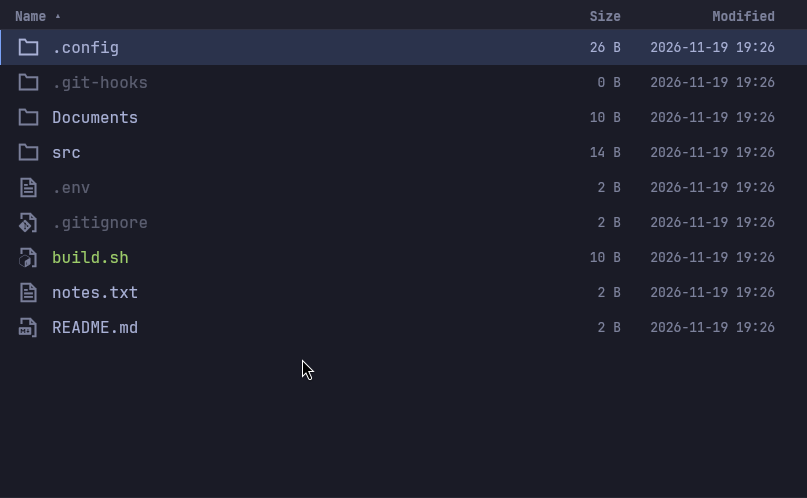 Name ▴ Size Modified
.config 26 B 2026-11-19 19:26
.git-hooks 0 B 2026-11-19 19:26
Documents 10 B 2026-11-19 19:26
src 14 B 2026-11-19 19:26
.env 2 B 2026-11-19 19:26
.gitignore 2 B 2026-11-19 19:26
build.sh 10 B 2026-11-19 19:26
notes.txt 2 B 2026-11-19 19:26
README.md 2 B 2026-11-19 19:26